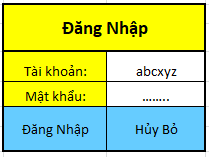 Đăng Nhập
Tài khoản: abcxyz
Mật khẩu: ……..
Đăng Nhập Hủy Bỏ